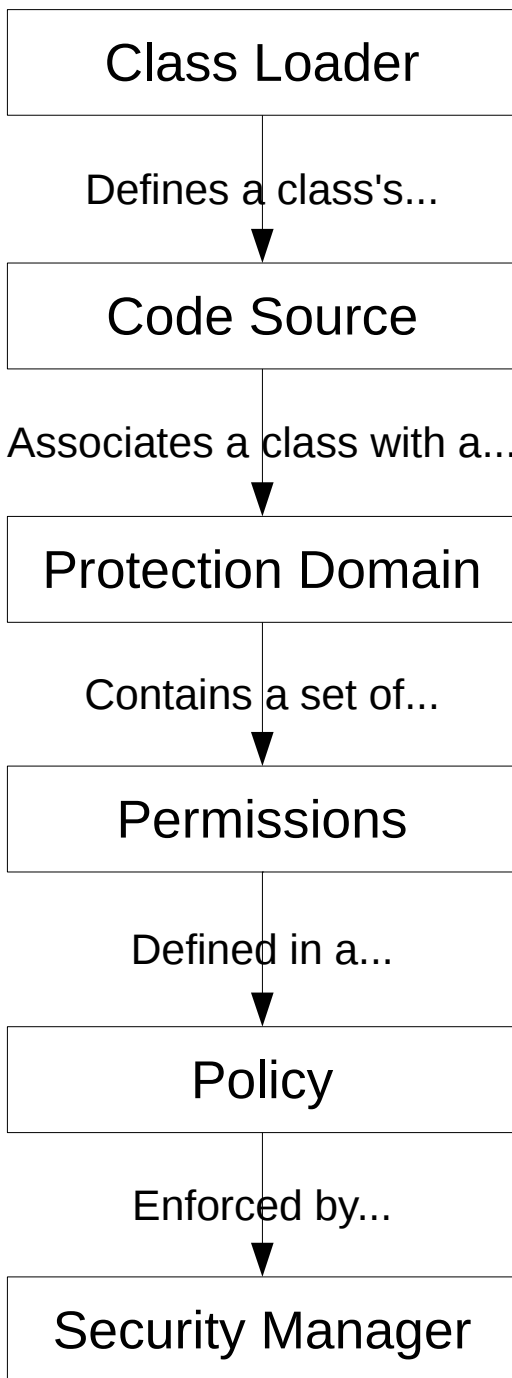 Class Loader
Defines a class's...
Code Source
Associates a class with a...
Protection Domain
Contains a set of...
Permissions
Defined in a...
Policy
Enforced by...
Security Manager